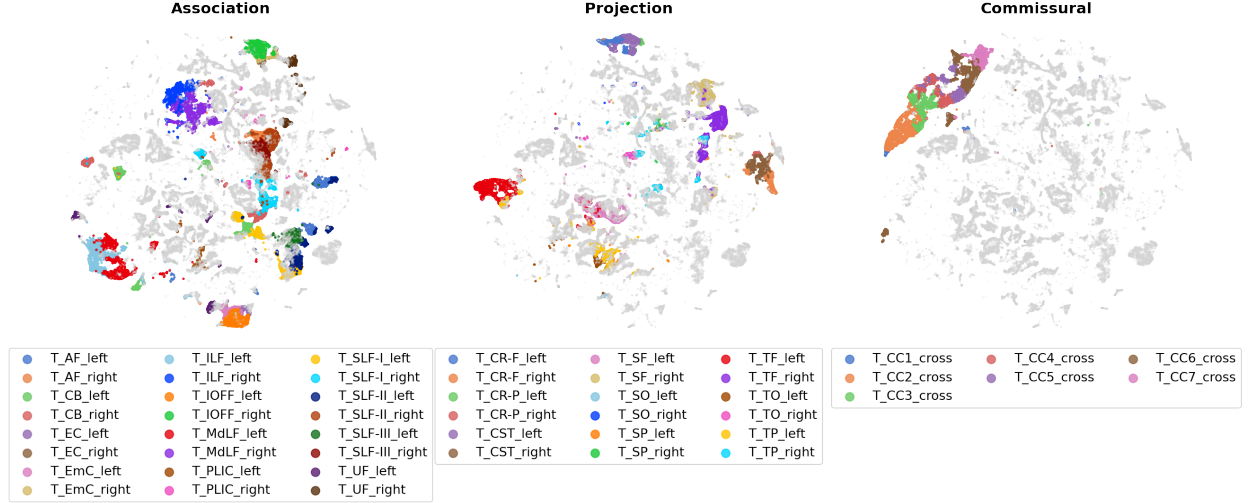 Association Projection Commissural
T_AF_left T_ILF_left T_SLF-I_left T_CR-F_left T_SF_left T_TF_left T_CC1_cross T_CC4_cross T_CC6_cross
T_AF_right T_ILF_right T_SLF-I_right T_CR-F_right T_SF_right T_TF_right T_CC2_cross T_CC5_cross T_CC7_cross
T_CB_left T_IOFF_left T_SLF-II_left T_CR-P_left T_SO_left T_TO_left T_CC3_cross
T_CB_right T_IOFF_right T_SLF-II_right T_CR-P_right T_SO_right T_TO_right
T_EC_left T_MdLF_left T_SLF-III_left T_CST_left T_SP_left T_TP_left
T_EC_right T_MdLF_right T_SLF-III_right T_CST_right T_SP_right T_TP_right
T_EmC_left T_PLIC_left T_UF_left
T_EmC_right T_PLIC_right T_UF_right